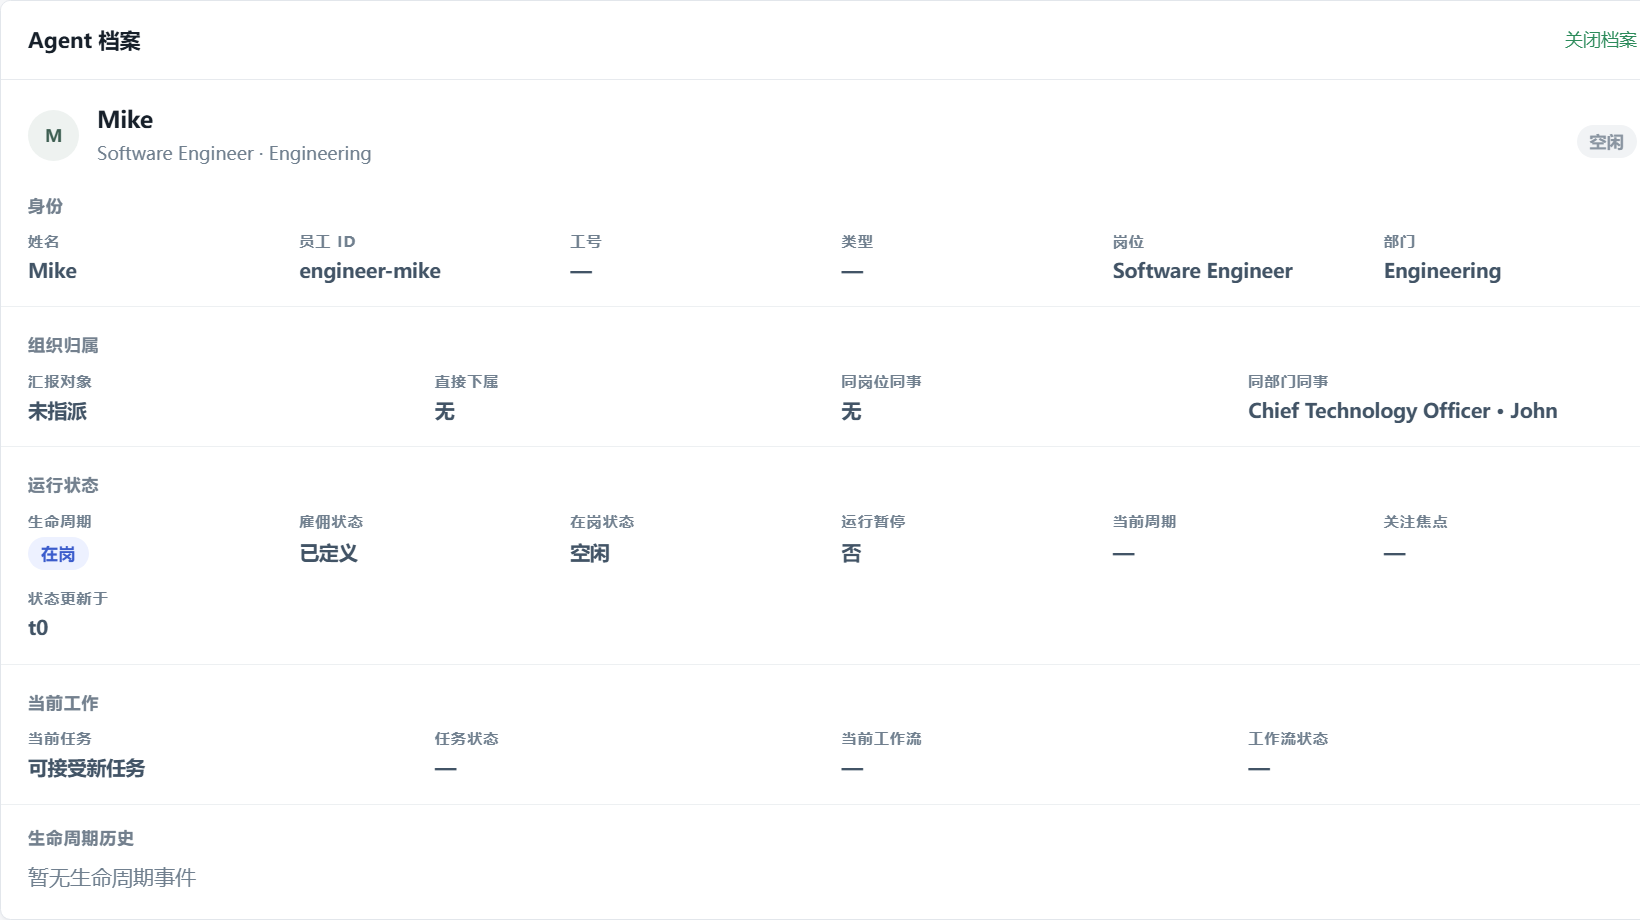 Agent 档案
关闭档案
M
Mike
Software Engineer · Engineering
空闲
身份
姓名 员工 ID 工号 类型 岗位 部门
Mike engineer-mike — — Software Engineer Engineering
组织归属
汇报对象 直接下属 同岗位同事 同部门同事
未指派 无 无 Chief Technology Officer • John
运行状态
生命周期 雇佣状态 在岗状态 运行暂停 当前周期 关注焦点
在岗 已定义 空闲 否 — —
状态更新于
t0
当前工作
当前任务 任务状态 当前工作流 工作流状态
可接受新任务 — — —
生命周期历史
暂无生命周期事件